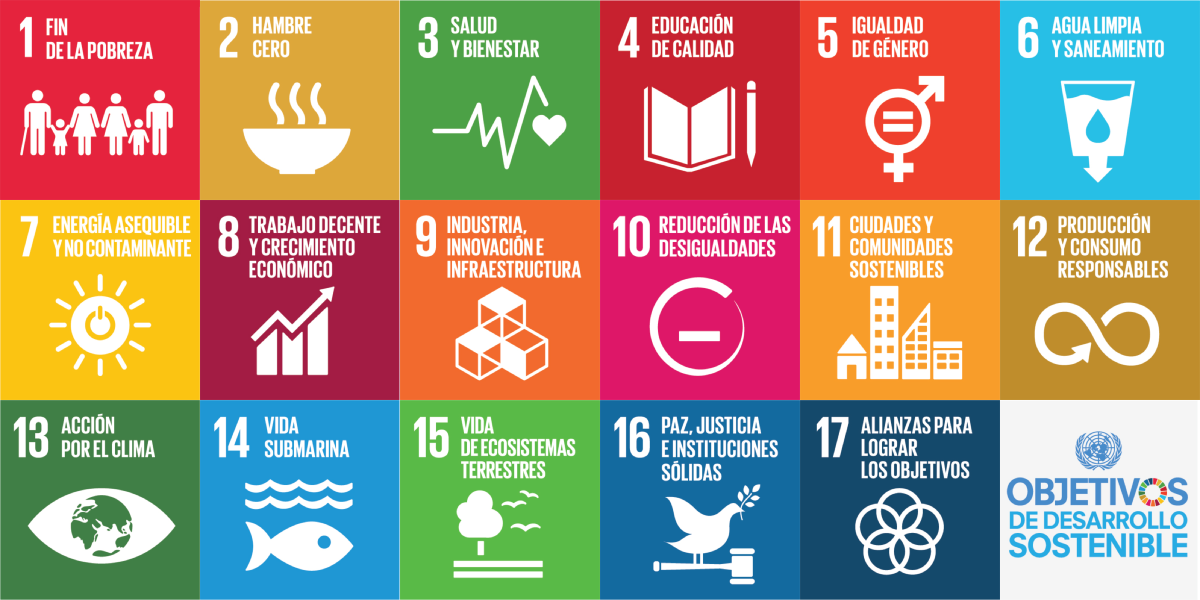 1 FIN
DE LA POBREZA
2 HAMBRE
CERO
3 SALUD
Y BIENESTAR
4 EDUCACIÓN
DE CALIDAD
5 IGUALDAD
DE GÉNERO
6 AGUA LIMPIA
Y SANEAMIENTO
7 ENERGÍA ASEQUIBLE
Y NO CONTAMINANTE
8 TRABAJO DECENTE
Y CRECIMIENTO
ECONÓMICO
9 INDUSTRIA,
INNOVACIÓN E
INFRAESTRUCTURA
10 REDUCCIÓN DE LAS
DESIGUALDADES
11 CIUDADES Y
COMUNIDADES
SOSTENIBLES
12 PRODUCCIÓN
Y CONSUMO
RESPONSABLES
13 ACCIÓN
POR EL CLIMA
14 VIDA
SUBMARINA
15 VIDA
DE ECOSISTEMAS
TERRESTRES
16 PAZ, JUSTICIA
E INSTITUCIONES
SÓLIDAS
17 ALIANZAS PARA
LOGRAR
LOS OBJETIVOS
OBJETIVOS
DE DESARROLLO
SOSTENIBLE